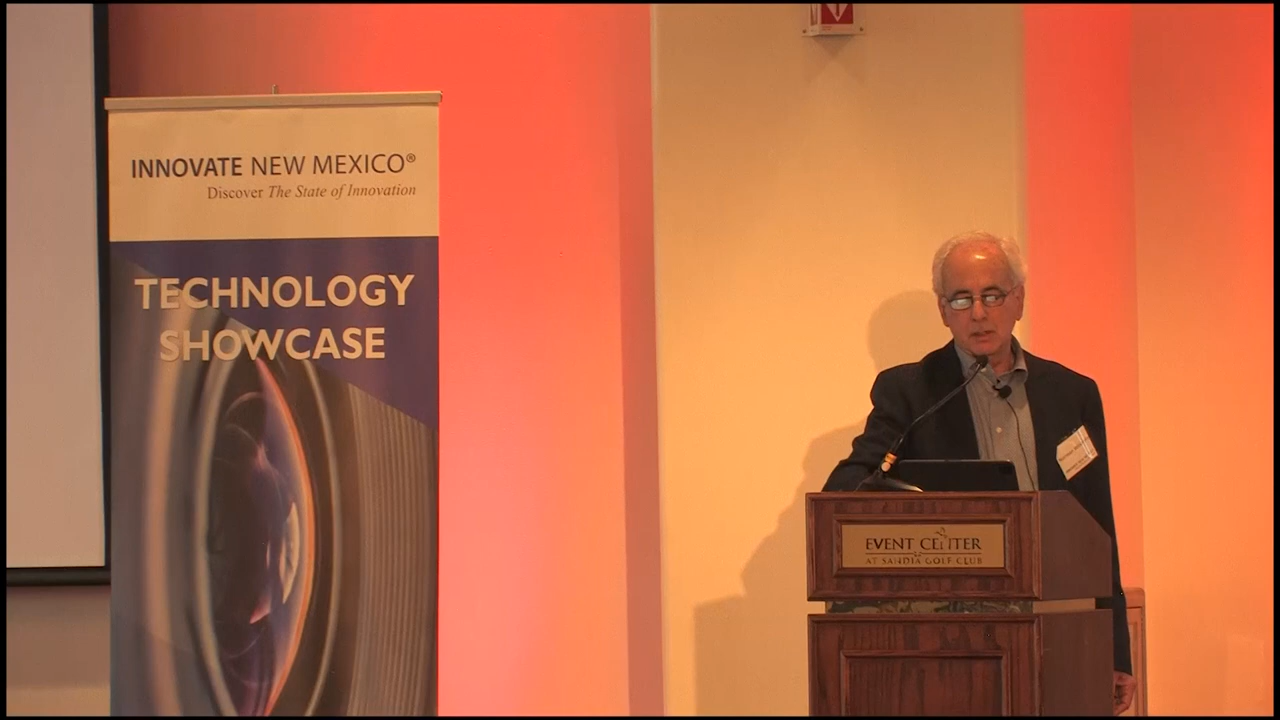 INNOVATE NEW MEXICO®
Discover The State of Innovation
TECHNOLOGY
SHOWCASE
EVENT CENTER
AT SANDIA GOLF CLUB